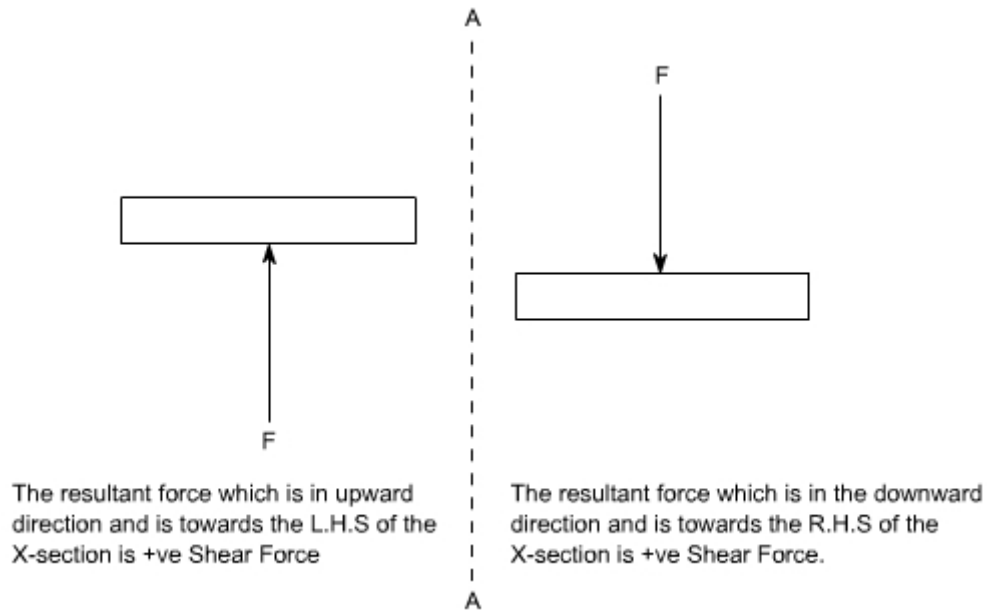 A
F
F
The resultant force which is in upward
direction and is towards the L.H.S of the
X-section is +ve Shear Force
The resultant force which is in the downward
direction and is towards the R.H.S of the
X-section is +ve Shear Force.
A